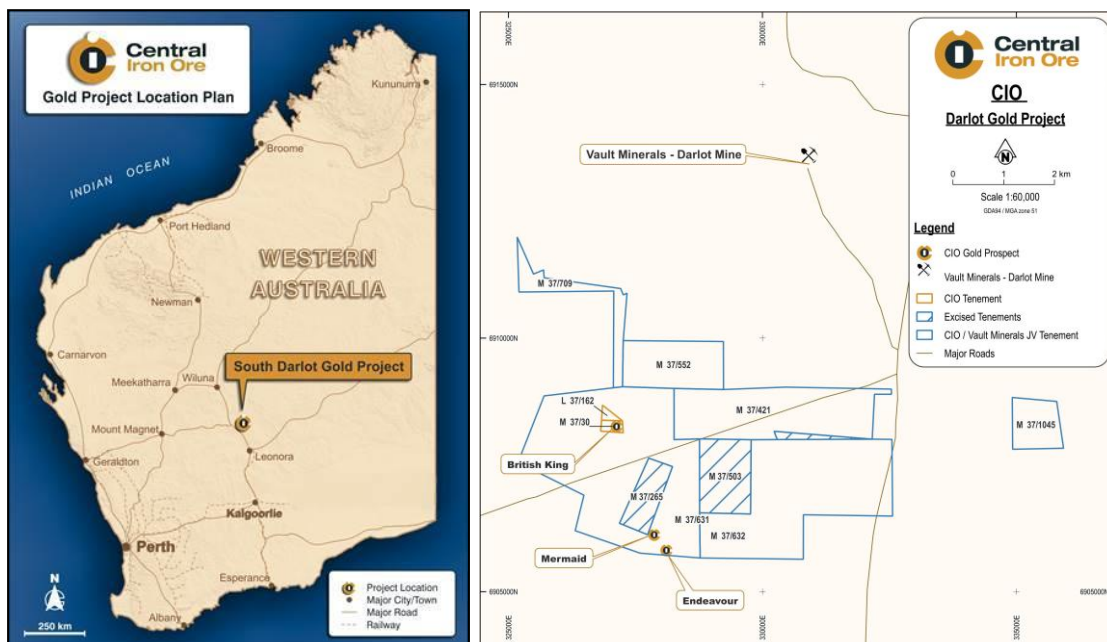 Central
Iron Ore
Gold Project Location Plan
Kununurra
Broome
INDIAN OCEAN
Port Hedland
WESTERN
AUSTRALIA
Newman
Carnarvon
South Darlot Gold Project
Meekatharra
Wiluna
Mount Magnet
Leonora
Geraldton
Kalgoorlie
Perth
Esperance
Albany
N
250 km
Project Location
Major City/Town
Major Road
Railway
325000E
330000E
6915000N
Vault Minerals - Darlot Mine
M 37/709
6910000N
M 37/552
L 37/162
M 37/30
M 37/421
M 37/1045
British King
M 37/503
M 37/265
M 37/631
M 37/632
Mermaid
Endeavour
6905000N
6905000N
325000E
330000E
335000E
Central
Iron Ore
CIO
Darlot Gold Project
N
0 1 2 km
Scale 1:60,000
GDA94 / MGA zone 51
Legend
CIO Gold Prospect
Vault Minerals - Darlot Mine
CIO Tenement
Excised Tenements
CIO / Vault Minerals JV Tenement
Major Roads